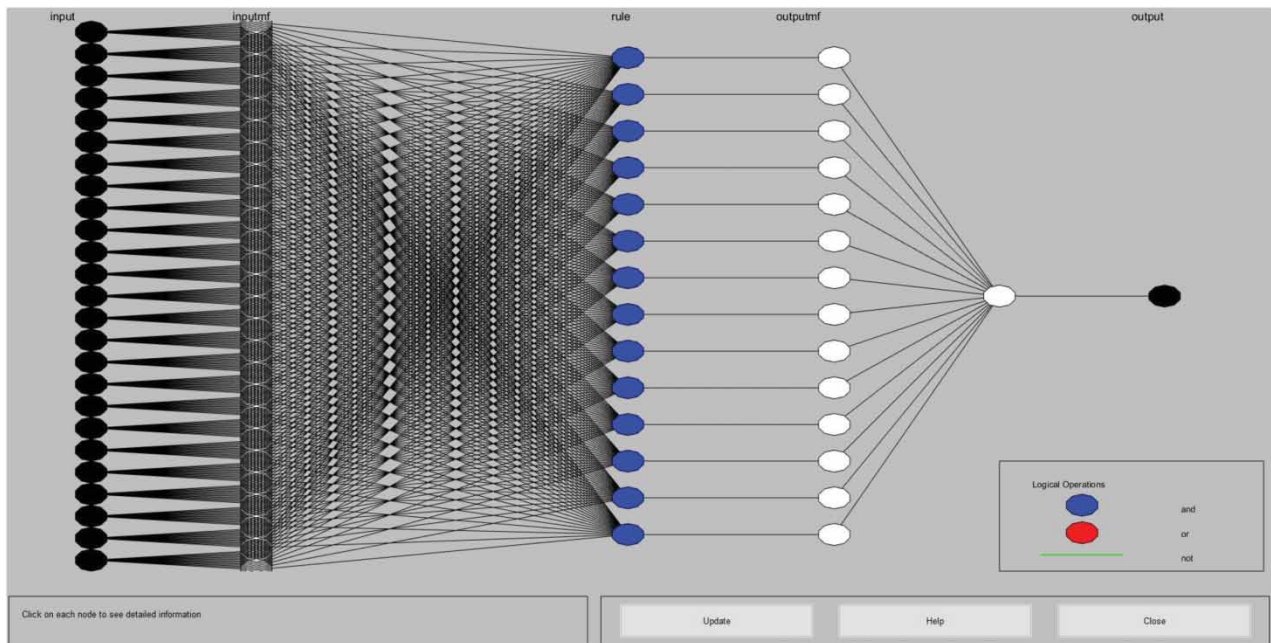 input inputmf rule outputmf output
Logical Operations
and
or
not
Click on each node to see detailed information
Update Help Close